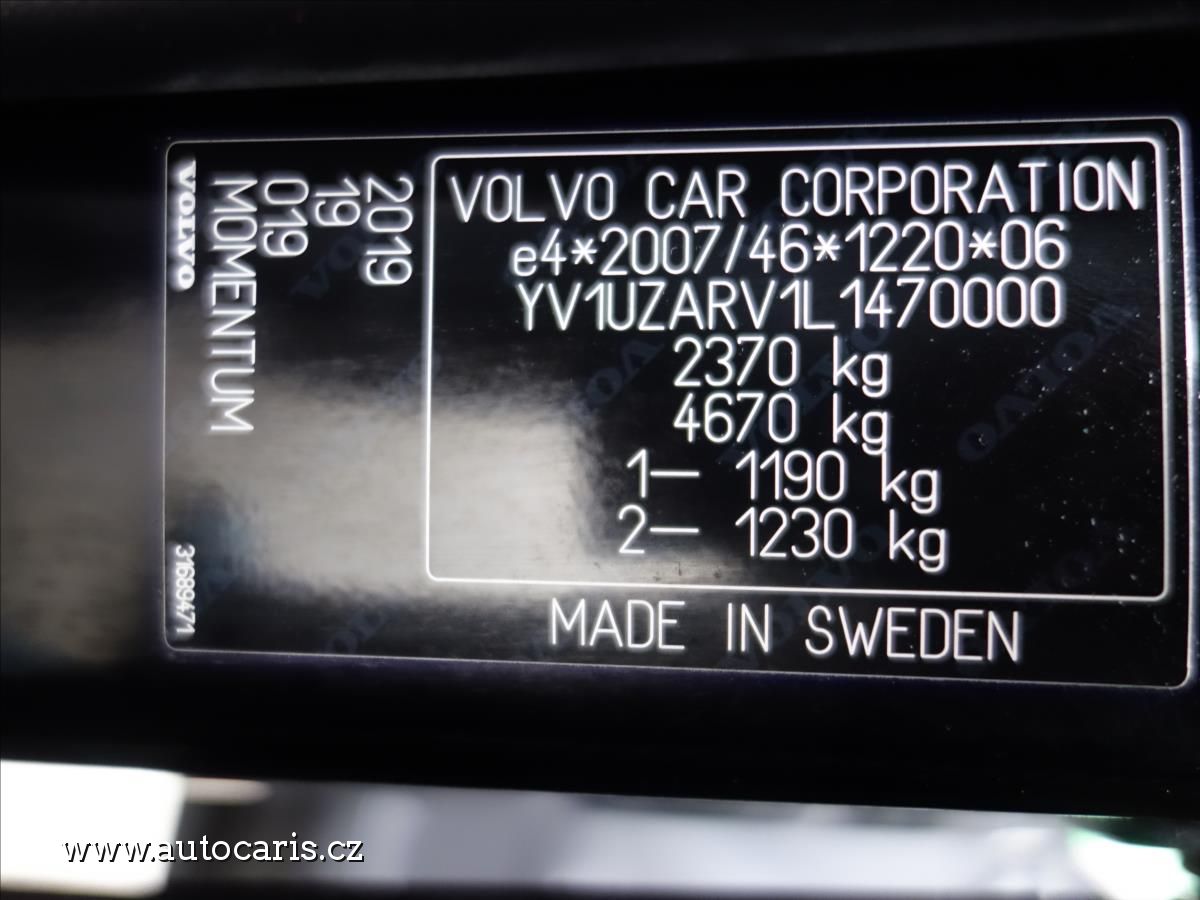 VOLVO CAR CORPORATION
e4*2007/46*1220*06
YV1UZARV1L1470000
2370 kg
4670 kg
1— 1190 kg
2— 1230 kg
MADE IN SWEDEN
2019
19
019
MOMENTUM
VOLVO
31689471
www.autocaris.cz